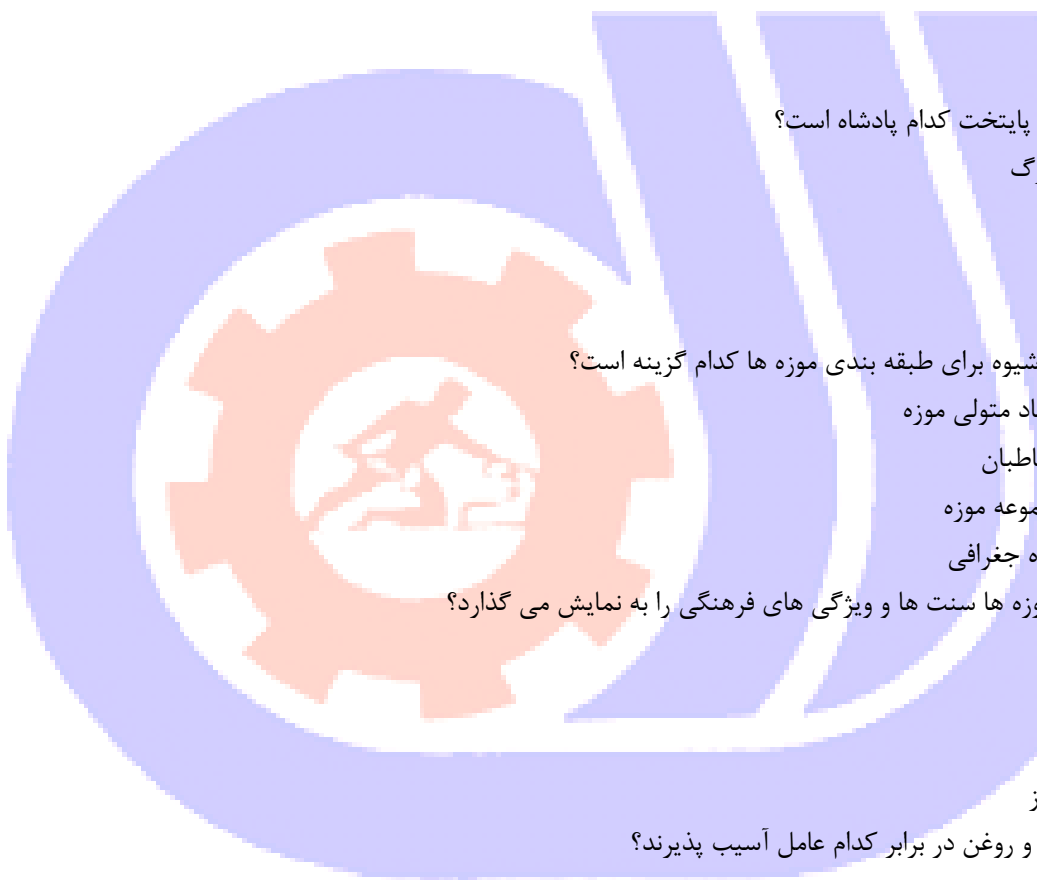 پایتخت کدام پادشاه است؟
رگ
شیوه برای طبقه بندی موزه ها کدام گزینه است؟
اد متولی موزه
اطبان
موعه موزه
ه جغرافی
وزه ها سنت ها و ویژگی های فرهنگی را به نمایش می گذارد؟
ز
و روغن در برابر کدام عامل آسیب پذیرند؟